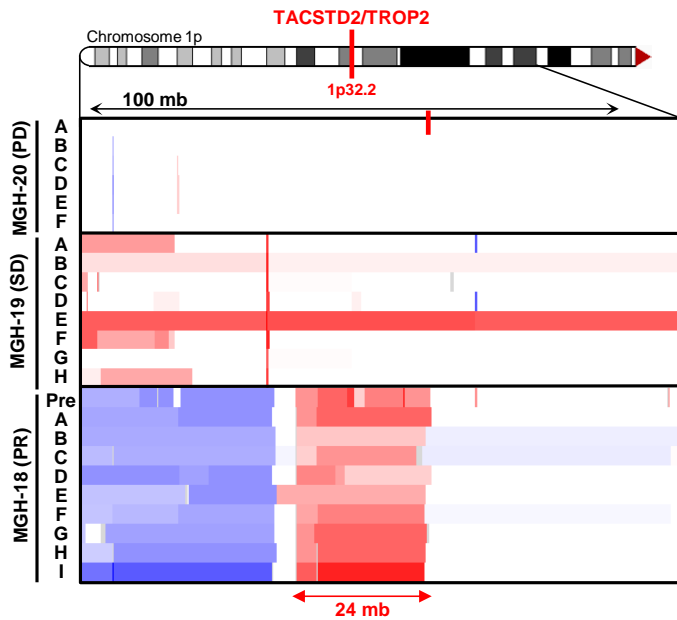 TACSTD2/TROP2
Chromosome 1p
1p32.2
100 mb
MGH-20 (PD)
A
B
C
D
E
F
MGH-19 (SD)
A
B
C
D
E
F
G
H
MGH-18 (PR)
Pre
A
B
C
D
E
F
G
H
I
24 mb